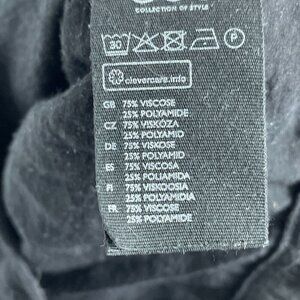 COLLECTION OF STYLE
30
P
clevercare.info
GB 75% VISCOSE
25% POLYAMIDE
CZ 75% VISKÓZA
25% POLYAMID
DE 75% VISKOSE
25% POLYAMID
ES 75% VISCOSA
25% POLIAMIDA
FI 75% VISKOOSIA
25% POLYAMIDIA
FR 75% VISCOSE
25% POLYAMIDE